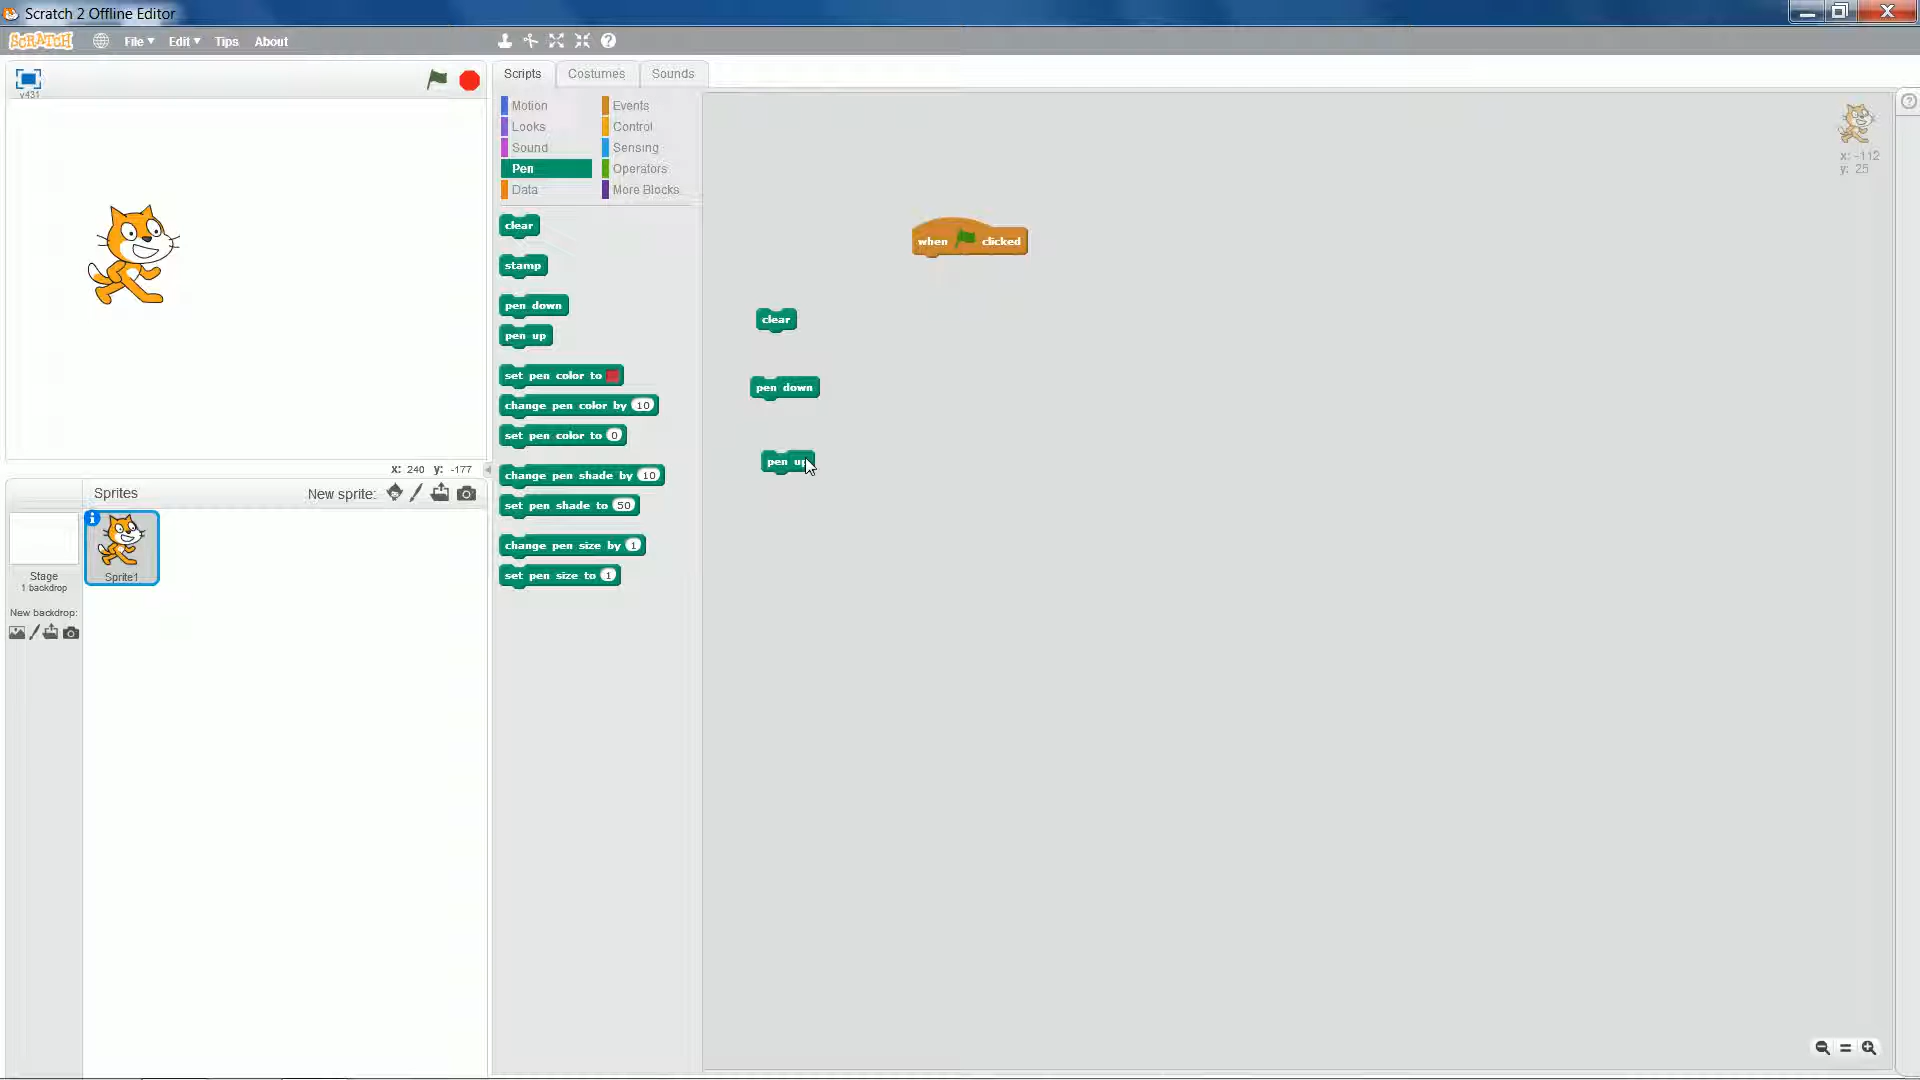 Scratch 2 Offline Editor
SCRATCH File Edit Tips About
v431
Scripts Costumes Sounds
Motion Events
Looks Control
Sound Sensing
Pen Operators
Data More Blocks
clear
stamp
pen down
pen up
set pen color to
change pen color by 10
set pen color to 0
change pen shade by 10
set pen shade to 50
change pen size by 1
set pen size to 1
when clicked
clear
pen down
pen up
x: -112
y: 25
x: 240 y: -177
Sprites New sprite:
Sprite1
Stage
1 backdrop
New backdrop: